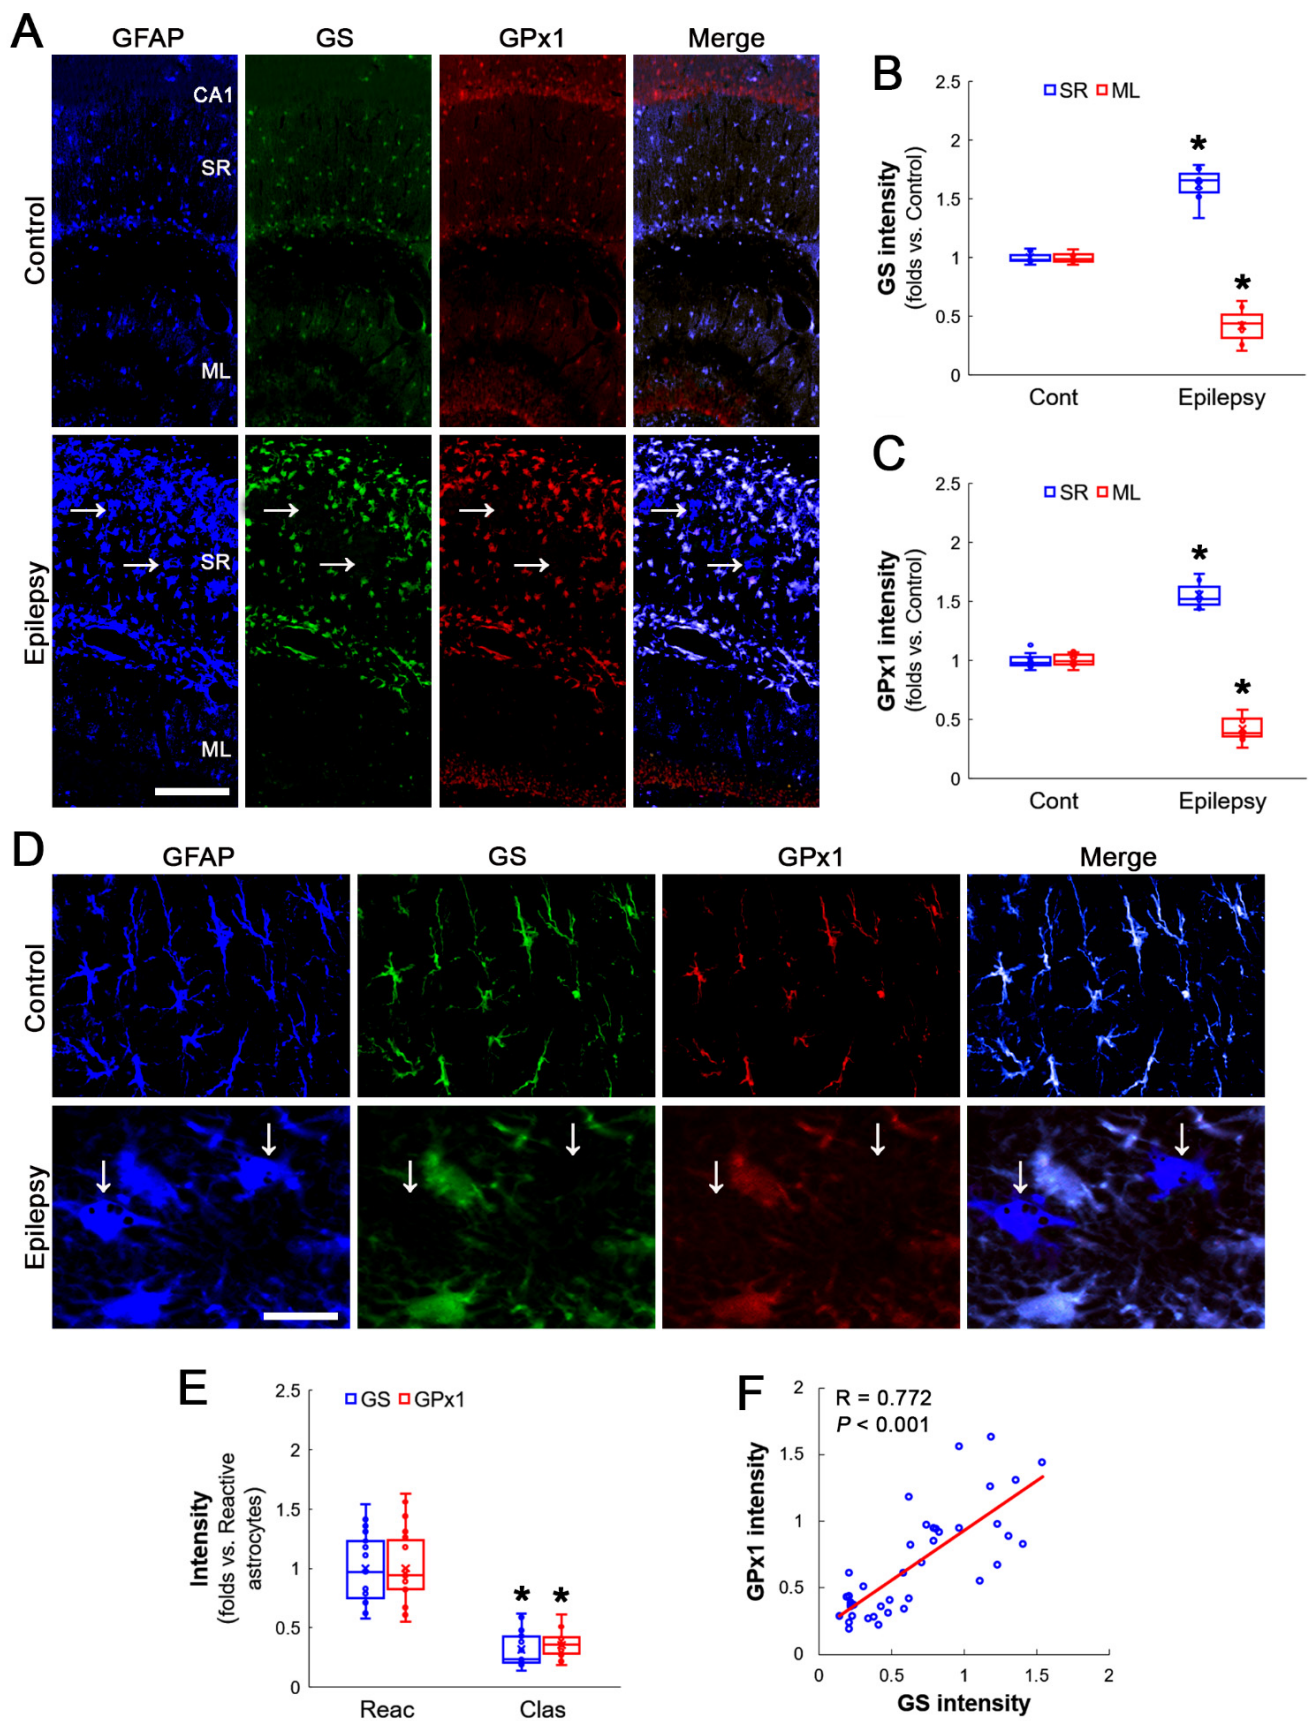 A
GFAP GS GPx1 Merge
Control
CA1
SR
ML
Epilepsy
SR
ML
B
GS intensity
(folds vs. Control)
2.5
2
1.5
1
0.5
0
SR ML
*
*
Cont Epilepsy
C
GPx1 intensity
(folds vs. Control)
2.5
2
1.5
1
0.5
0
SR ML
*
*
Cont Epilepsy
D
GFAP GS GPx1 Merge
Control
Epilepsy
E
Intensity
(folds vs. Reactive
astrocytes)
2.5
2
1.5
1
0.5
0
GS GPx1
* *
Reac Clas
F
GPx1 intensity
2
1.5
1
0.5
0
R = 0.772
P < 0.001
0 0.5 1 1.5 2
GS intensity